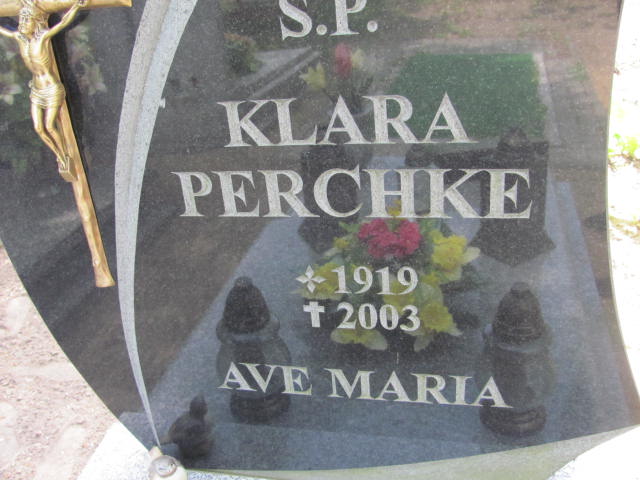 Ś.P.
KLARA
PERCHKE
1919
2003
AVE MARIA